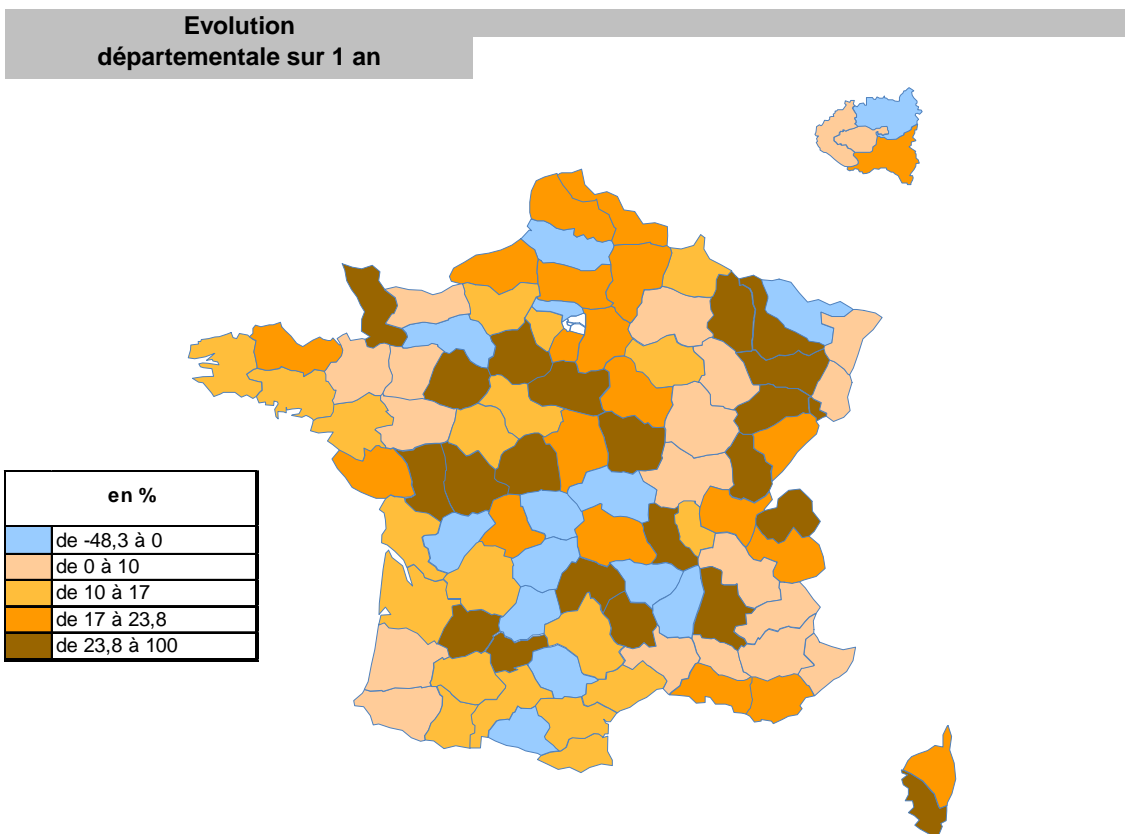 Evolution
départementale sur 1 an
en %
de -48,3 à 0
de 0 à 10
de 10 à 17
de 17 à 23,8
de 23,8 à 100